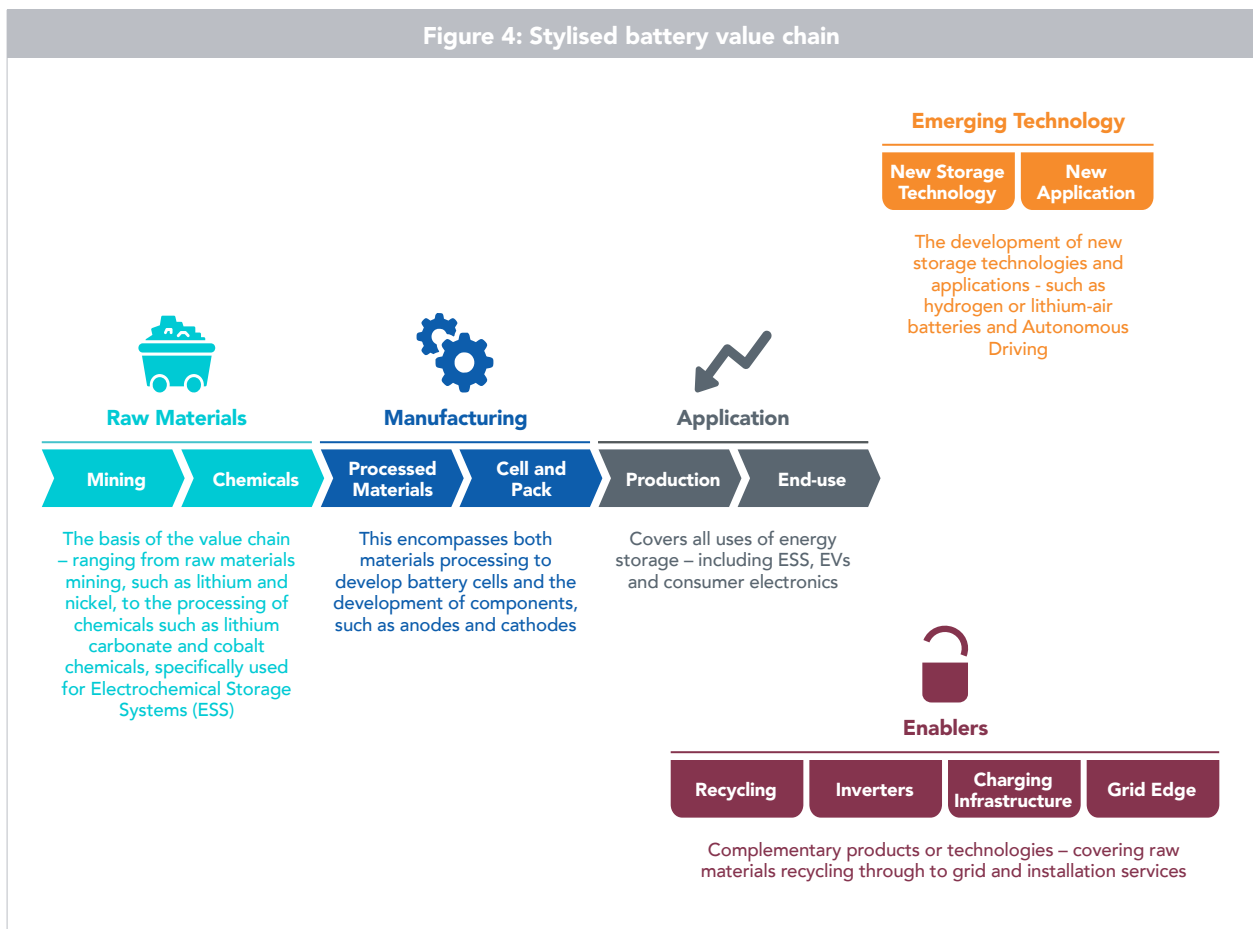 Figure 4: Stylised battery value chain
Emerging Technology
New Storage
Technology
New
Application
The development of new
storage technologies and
applications - such as
hydrogen or lithium-air
batteries and Autonomous
Driving
Raw Materials
Mining
Chemicals
The basis of the value chain
– ranging from raw materials
mining, such as lithium and
nickel, to the processing of
chemicals such as lithium
carbonate and cobalt
chemicals, specifically used
for Electrochemical Storage
Systems (ESS)
Manufacturing
Processed
Materials
Cell and
Pack
This encompasses both
materials processing to
develop battery cells and the
development of components,
such as anodes and cathodes
Application
Production
End-use
Covers all uses of energy
storage – including ESS, EVs
and consumer electronics
Enablers
Recycling
Inverters
Charging
Infrastructure
Grid Edge
Complementary products or technologies – covering raw
materials recycling through to grid and installation services